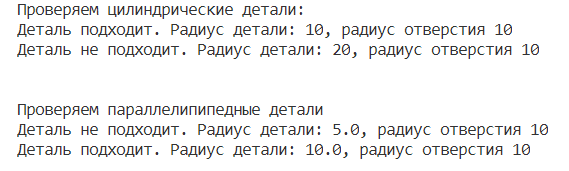 Проверяем цилиндрические детали:
Деталь подходит. Радиус детали: 10, радиус отверстия 10
Деталь не подходит. Радиус детали: 20, радиус отверстия 10
Проверяем параллелипипедные детали
Деталь не подходит. Радиус детали: 5.0, радиус отверстия 10
Деталь подходит. Радиус детали: 10.0, радиус отверстия 10